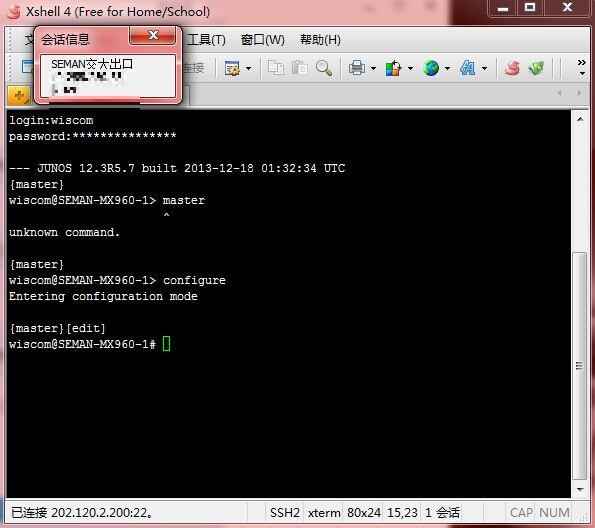 Xshell 4 (Free for Home/School)
会话信息
工具(T) 窗口(W) 帮助(H)
SEMAN交大出口
连接
login:wiscom
password:***************
--- JUNOS 12.3R5.7 built 2013-12-18 01:32:34 UTC
{master}
wiscom@SEMAN-MX960-1> master
^
unknown command.
{master}
wiscom@SEMAN-MX960-1> configure
Entering configuration mode
{master}[edit]
wiscom@SEMAN-MX960-1#
已连接 202.120.2.200:22。 SSH2 xterm 80x24 15,23 1 会话 CAP NUM